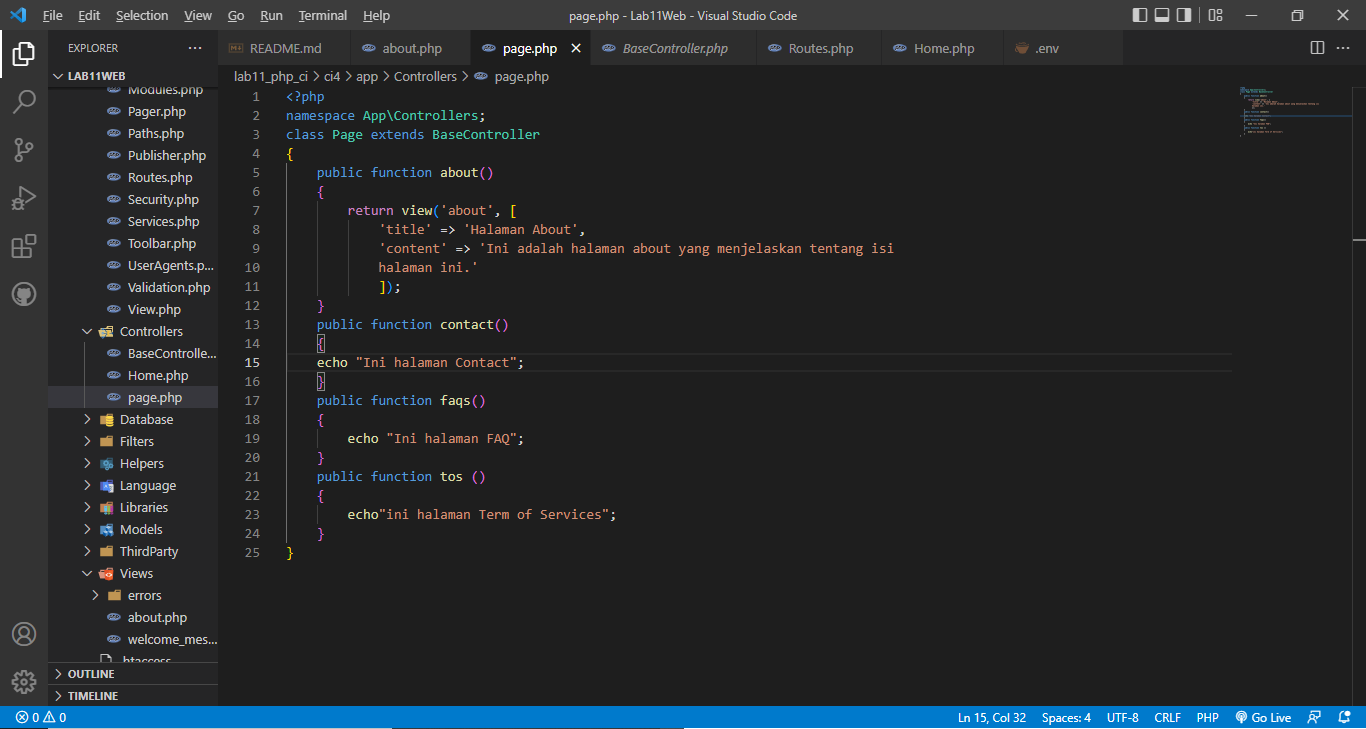 File Edit Selection View Go Run Terminal Help page.php - Lab11Web - Visual Studio Code
EXPLORER ··· README.md about.php page.php BaseController.php Routes.php Home.php .env
LAB11WEB
lab11_php_ci > ci4 > app > Controllers > page.php
Modules.php
Pager.php
Paths.php
Publisher.php
Routes.php
Security.php
Services.php
Toolbar.php
UserAgents.p...
Validation.php
View.php
Controllers
BaseControlle...
Home.php
page.php
Database
Filters
Helpers
Language
Libraries
Models
ThirdParty
Views
errors
about.php
welcome_mes...
.htaccess
OUTLINE
TIMELINE
1 <?php
2 namespace App\Controllers;
3 class Page extends BaseController
4 {
5 public function about()
6 {
7 return view('about', [
8 'title' => 'Halaman About',
9 'content' => 'Ini adalah halaman about yang menjelaskan tentang isi
10 halaman ini.'
11 ]);
12 }
13 public function contact()
14 {
15 echo "Ini halaman Contact";
16 }
17 public function faqs()
18 {
19 echo "Ini halaman FAQ";
20 }
21 public function tos ()
22 {
23 echo"ini halaman Term of Services";
24 }
25 }
0 0 Ln 15, Col 32 Spaces: 4 UTF-8 CRLF PHP Go Live